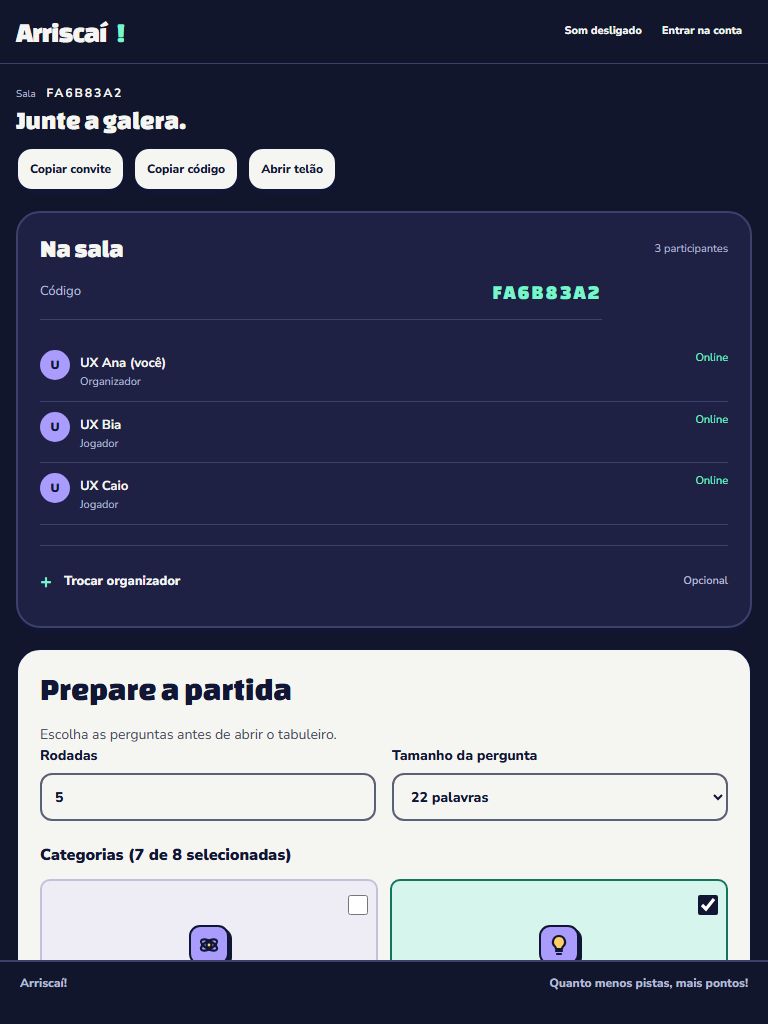 Arriscaí !
Som desligado
Entrar na conta
Sala FA6B83A2
Junte a galera.
Copiar convite
Copiar código
Abrir telão
Na sala
3 participantes
Código
FA6B83A2
U
UX Ana (você)
Online
Organizador
U
UX Bia
Online
Jogador
U
UX Caio
Online
Jogador
+ Trocar organizador
Opcional
Prepare a partida
Escolha as perguntas antes de abrir o tabuleiro.
Rodadas
Tamanho da pergunta
5
22 palavras
Categorias (7 de 8 selecionadas)
Arriscaí!
Quanto menos pistas, mais pontos!